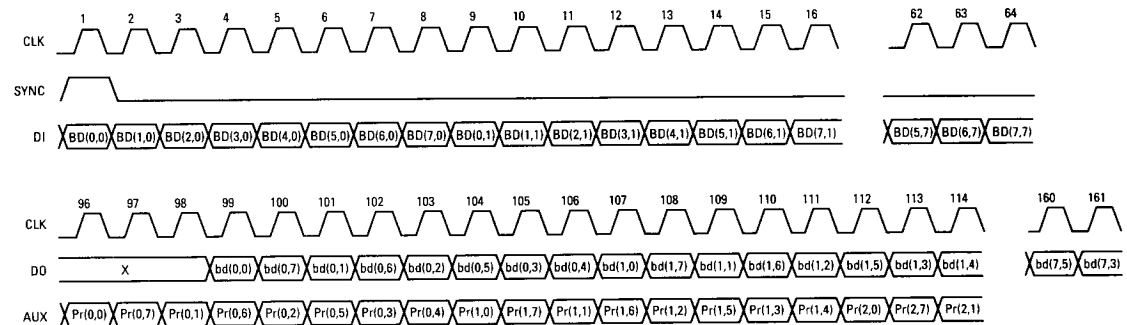 1 2 3 4 5 6 7 8 9 10 11 12 13 14 15 16 62 63 64
CLK
SYNC
DI BD(0,0) BD(1,0) BD(2,0) BD(3,0) BD(4,0) BD(5,0) BD(6,0) BD(7,0) BD(0,1) BD(1,1) BD(2,1) BD(3,1) BD(4,1) BD(5,1) BD(6,1) BD(7,1) BD(5,7) BD(6,7) BD(7,7)
96 97 98 99 100 101 102 103 104 105 106 107 108 109 110 111 112 113 114 160 161
CLK
DO X bd(0,0) bd(0,7) bd(0,1) bd(0,6) bd(0,2) bd(0,5) bd(0,3) bd(0,4) bd(1,0) bd(1,7) bd(1,1) bd(1,6) bd(1,2) bd(1,5) bd(1,3) bd(1,4) bd(7,5) bd(7,3)
AUX Pr(0,0) Pr(0,7) Pr(0,1) Pr(0,6) Pr(0,2) Pr(0,5) Pr(0,3) Pr(0,4) Pr(1,0) Pr(1,7) Pr(1,1) Pr(1,6) Pr(1,2) Pr(1,5) Pr(1,3) Pr(1,4) Pr(2,0) Pr(2,7) Pr(2,1)